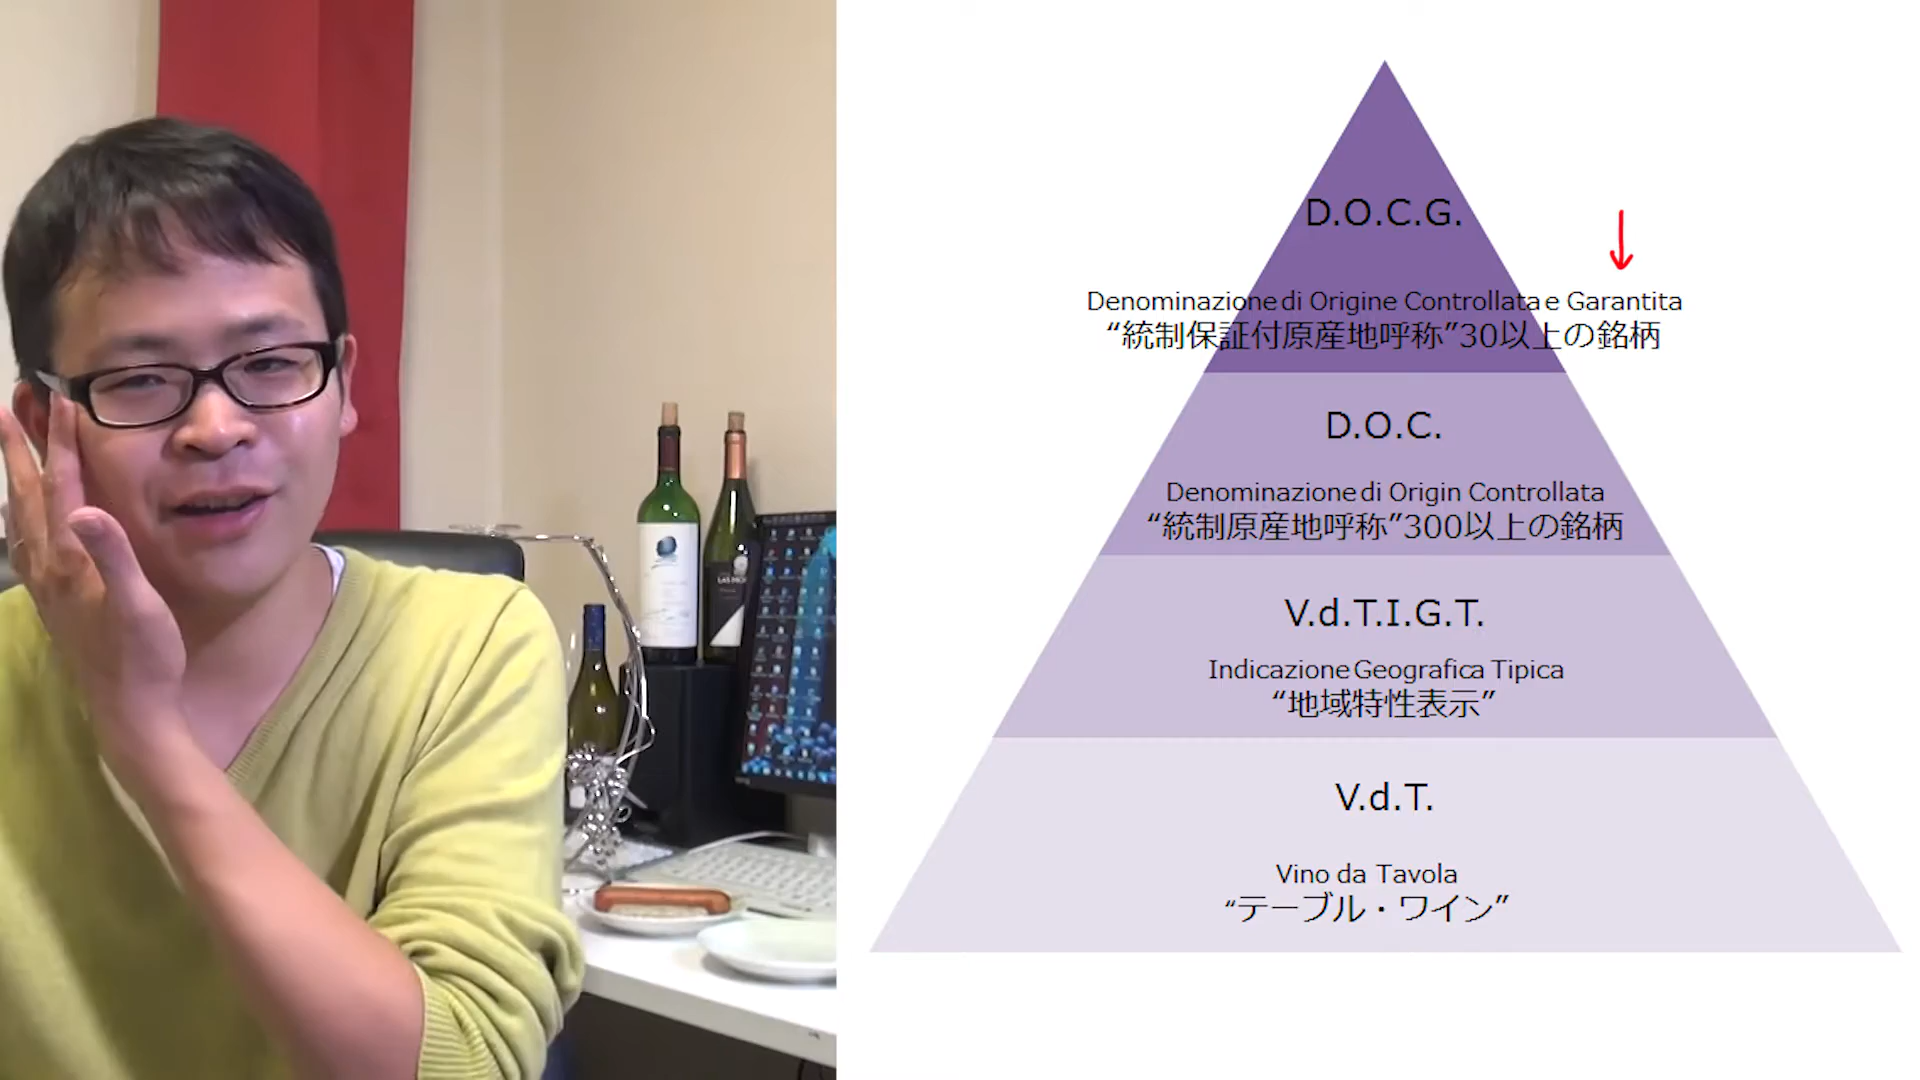 D.O.C.G.
Denominazione di Origine Controllata e Garantita
“統制保証付原産地呼称”30以上の銘柄
D.O.C.
Denominazione di Origin Controllata
“統制原産地呼称”300以上の銘柄
V.d.T.I.G.T.
Indicazione Geografica Tipica
“地域特性表示”
V.d.T.
Vino da Tavola
“テーブル・ワイン”